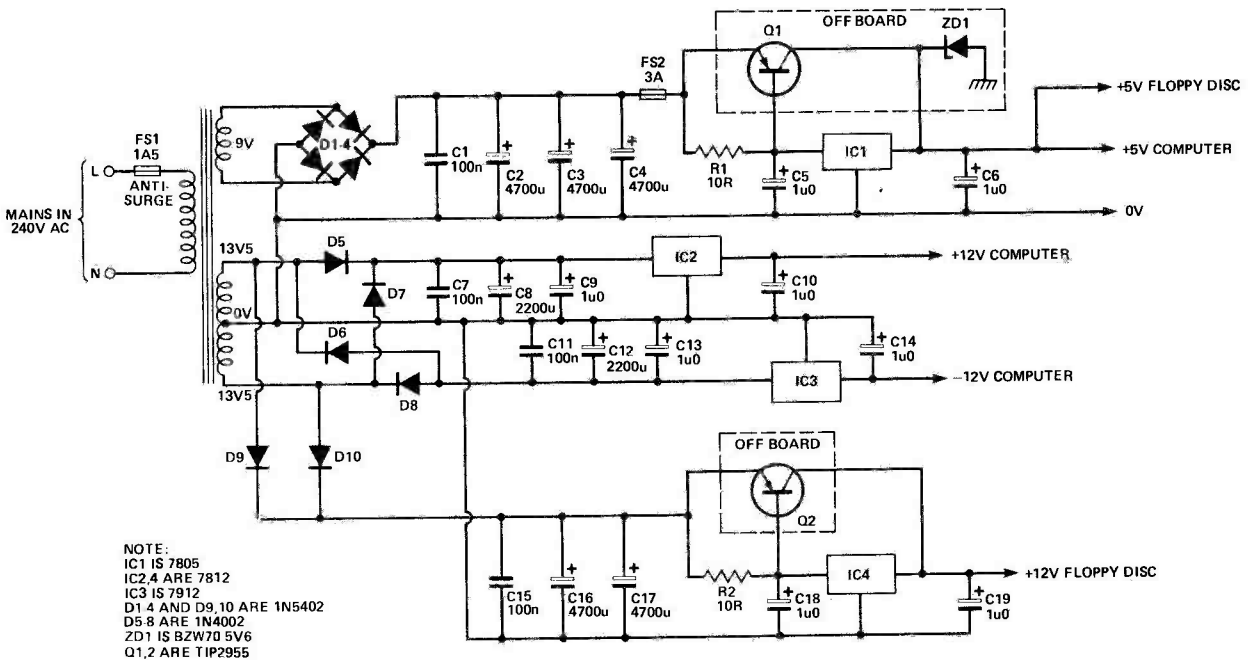 OFF BOARD
Q1
ZD1
FS2
3A
+5V FLOPPY DISC
FS1
1A5
9V
D1-4
L
ANTI-
SURGE
C1
100n
+
C2
4700u
+
C3
4700u
+
C4
4700u
R1
10R
+
C5
1u0
IC1
+
C6
1u0
+5V COMPUTER
MAINS IN
240V AC
0V
N
13V5
D5
D7
C7
100n
+
C8
2200u
+
C9
1u0
IC2
+
C10
1u0
+12V COMPUTER
0V
D6
C11
100n
+
C12
2200u
+
C13
1u0
IC3
+
C14
1u0
-12V COMPUTER
13V5
D8
D9
D10
OFF BOARD
Q2
C15
100n
+
C16
4700u
+
C17
4700u
R2
10R
+
C18
1u0
IC4
+
C19
1u0
+12V FLOPPY DISC
NOTE:
IC1 IS 7805
IC2,4 ARE 7812
IC3 IS 7912
D1-4 AND D9,10 ARE 1N5402
D5-8 ARE 1N4002
ZD1 IS BZW70 5V6
Q1,2 ARE TIP2955